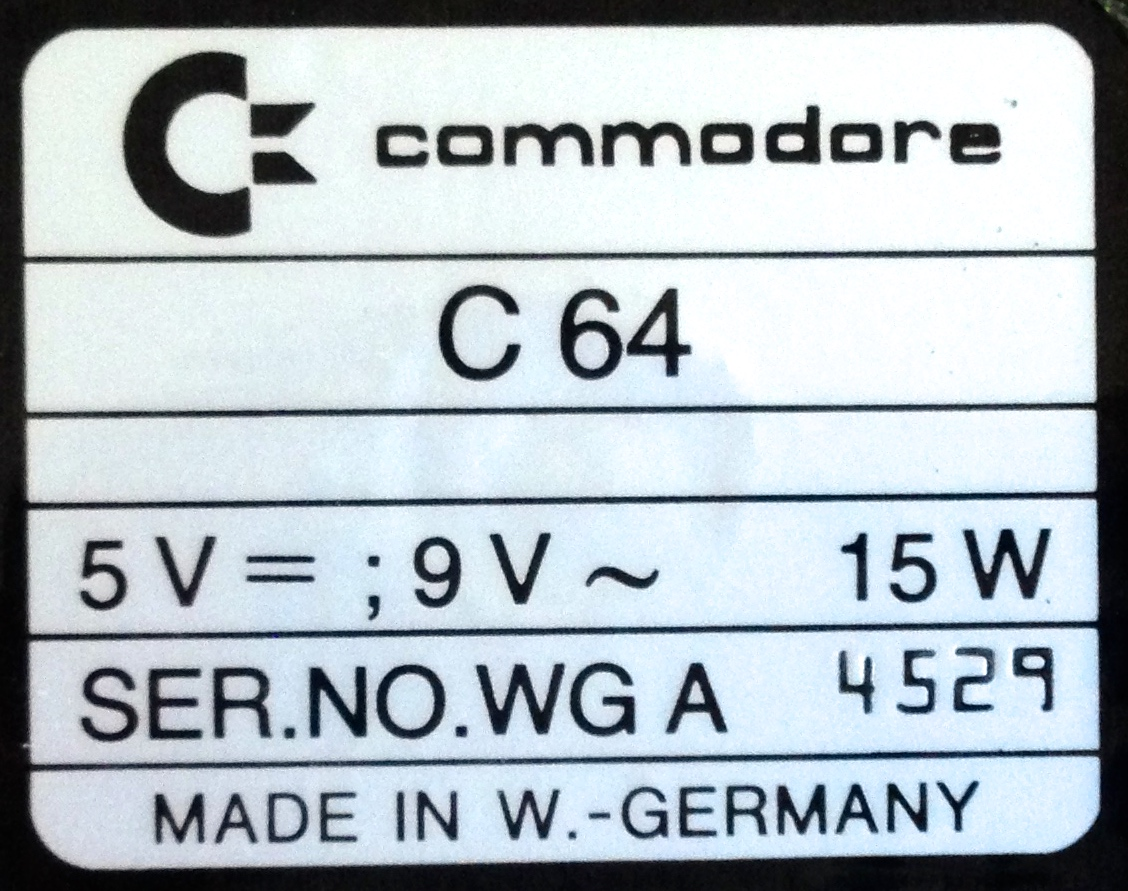 commodore
C 64
5 V = ; 9 V ~ 15 W
SER.NO.WG A 4529
MADE IN W.-GERMANY